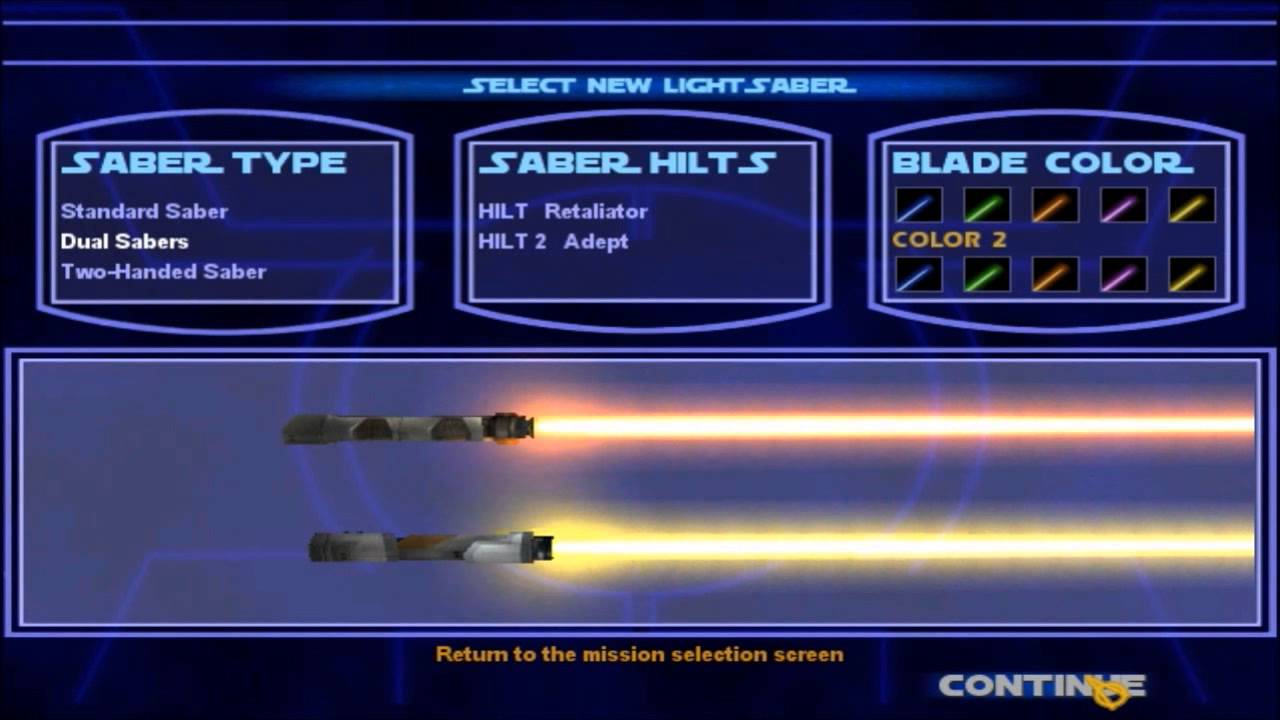 SELECT NEW LIGHTSABER
SABER TYPE
Standard Saber
Dual Sabers
Two-Handed Saber
SABER HILTS
HILT Retaliator
HILT 2 Adept
BLADE COLOR
COLOR 2
Return to the mission selection screen
CONTINUE